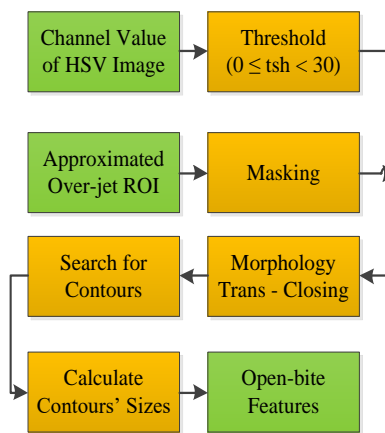 Channel Value
of HSV Image
Threshold
(0 ≤ tsh < 30)
Approximated
Over-jet ROI
Masking
Search for
Contours
Morphology
Trans - Closing
Calculate
Contours' Sizes
Open-bite
Features